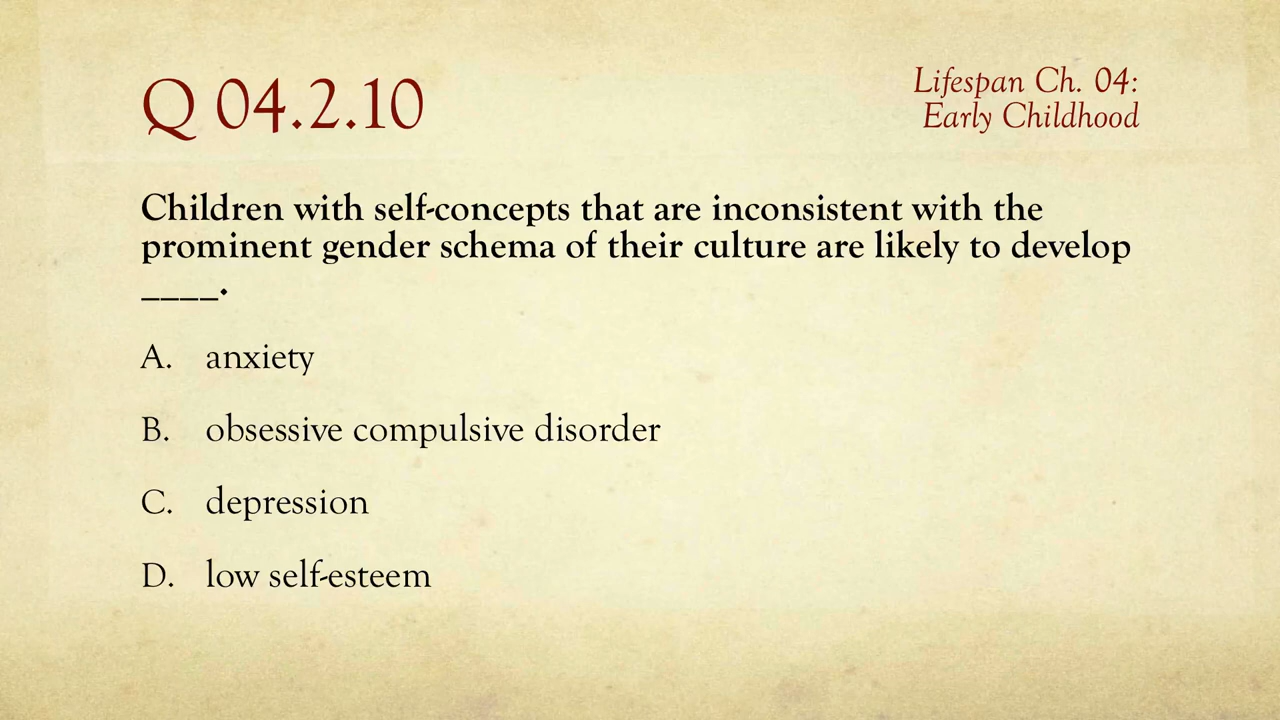 Q 04.2.10
Lifespan Ch. 04:
Early Childhood
Children with self-concepts that are inconsistent with the
prominent gender schema of their culture are likely to develop
____.
A. anxiety
B. obsessive compulsive disorder
C. depression
D. low self-esteem